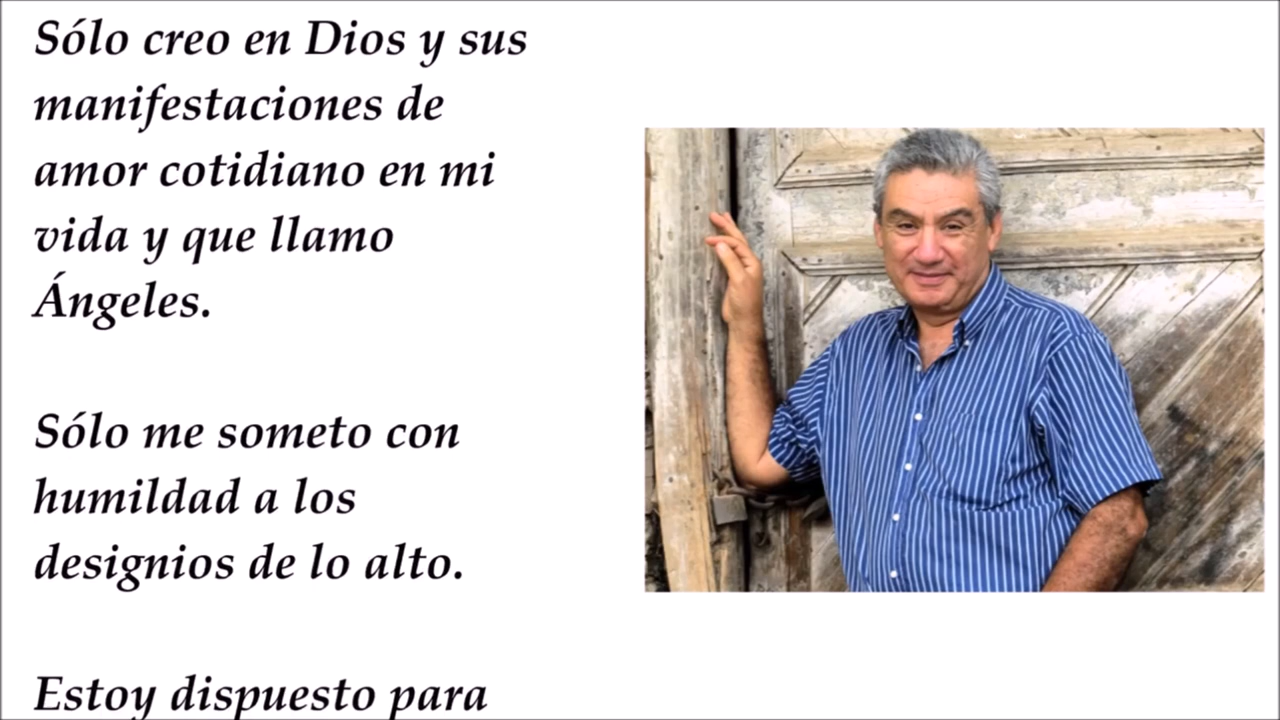 Sólo creo en Dios y sus
manifestaciones de
amor cotidiano en mi
vida y que llamo
Ángeles.
Sólo me someto con
humildad a los
designios de lo alto.
Estoy dispuesto para